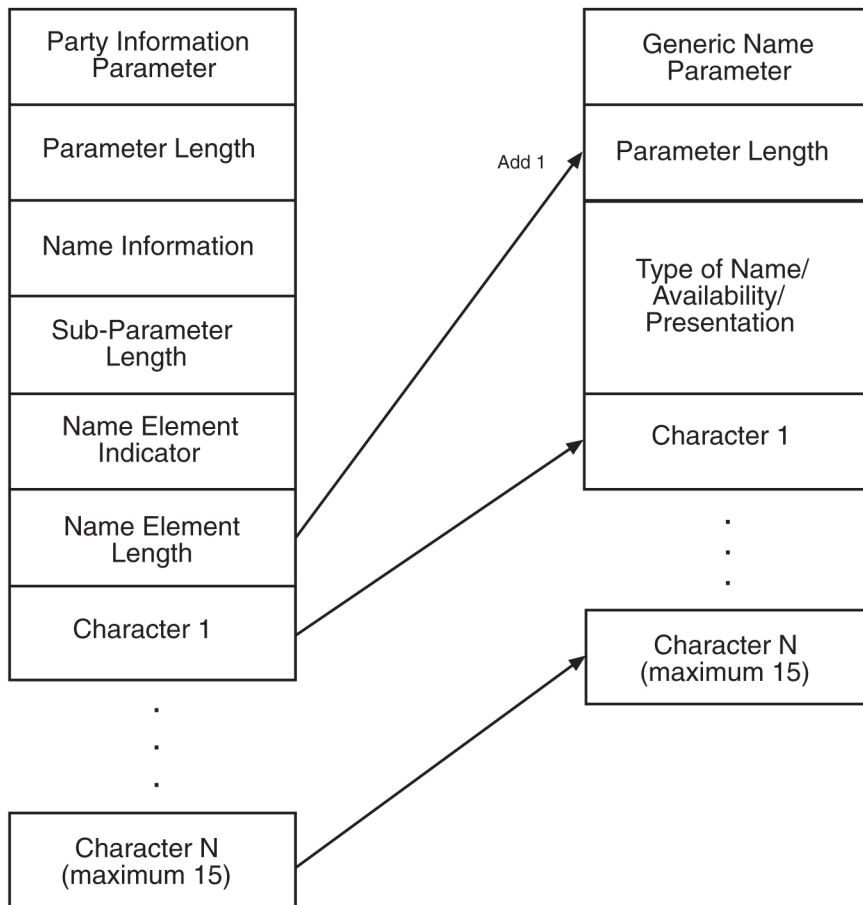 Party Information
Parameter
Parameter Length
Name Information
Sub-Parameter
Length
Name Element
Indicator
Name Element
Length
Character 1
.
.
.
Character N
(maximum 15)
Add 1
Generic Name
Parameter
Parameter Length
Type of Name/
Availability/
Presentation
Character 1
.
.
.
Character N
(maximum 15)